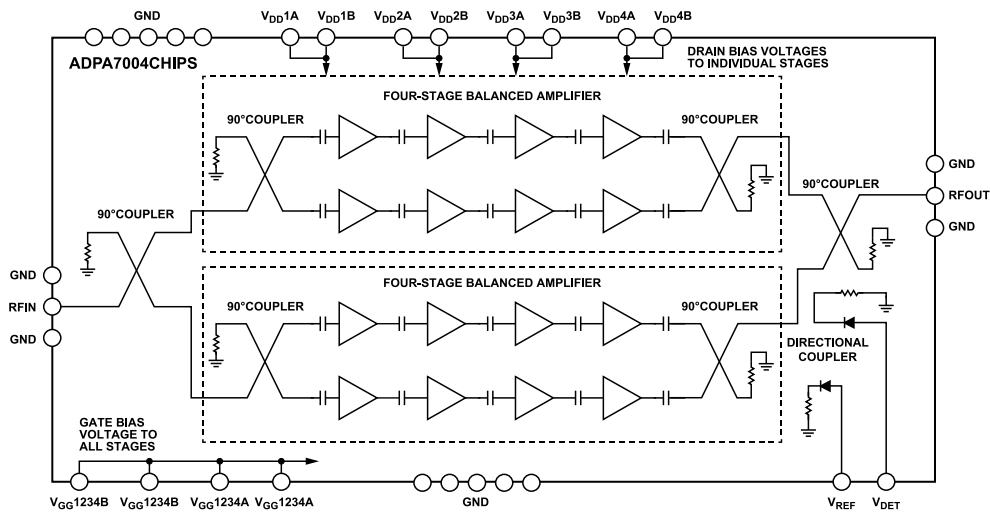 GND
VDD1A VDD1B VDD2A VDD2B VDD3A VDD3B VDD4A VDD4B
ADPA7004CHIPS
DRAIN BIAS VOLTAGES
TO INDIVIDUAL STAGES
FOUR-STAGE BALANCED AMPLIFIER
90°COUPLER
90°COUPLER
90°COUPLER
90°COUPLER
GND
RFOUT
GND
GND
RFIN
GND
FOUR-STAGE BALANCED AMPLIFIER
90°COUPLER
90°COUPLER
DIRECTIONAL
COUPLER
GATE BIAS
VOLTAGE TO
ALL STAGES
VGG1234B VGG1234B VGG1234A VGG1234A
GND
VREF
VDET